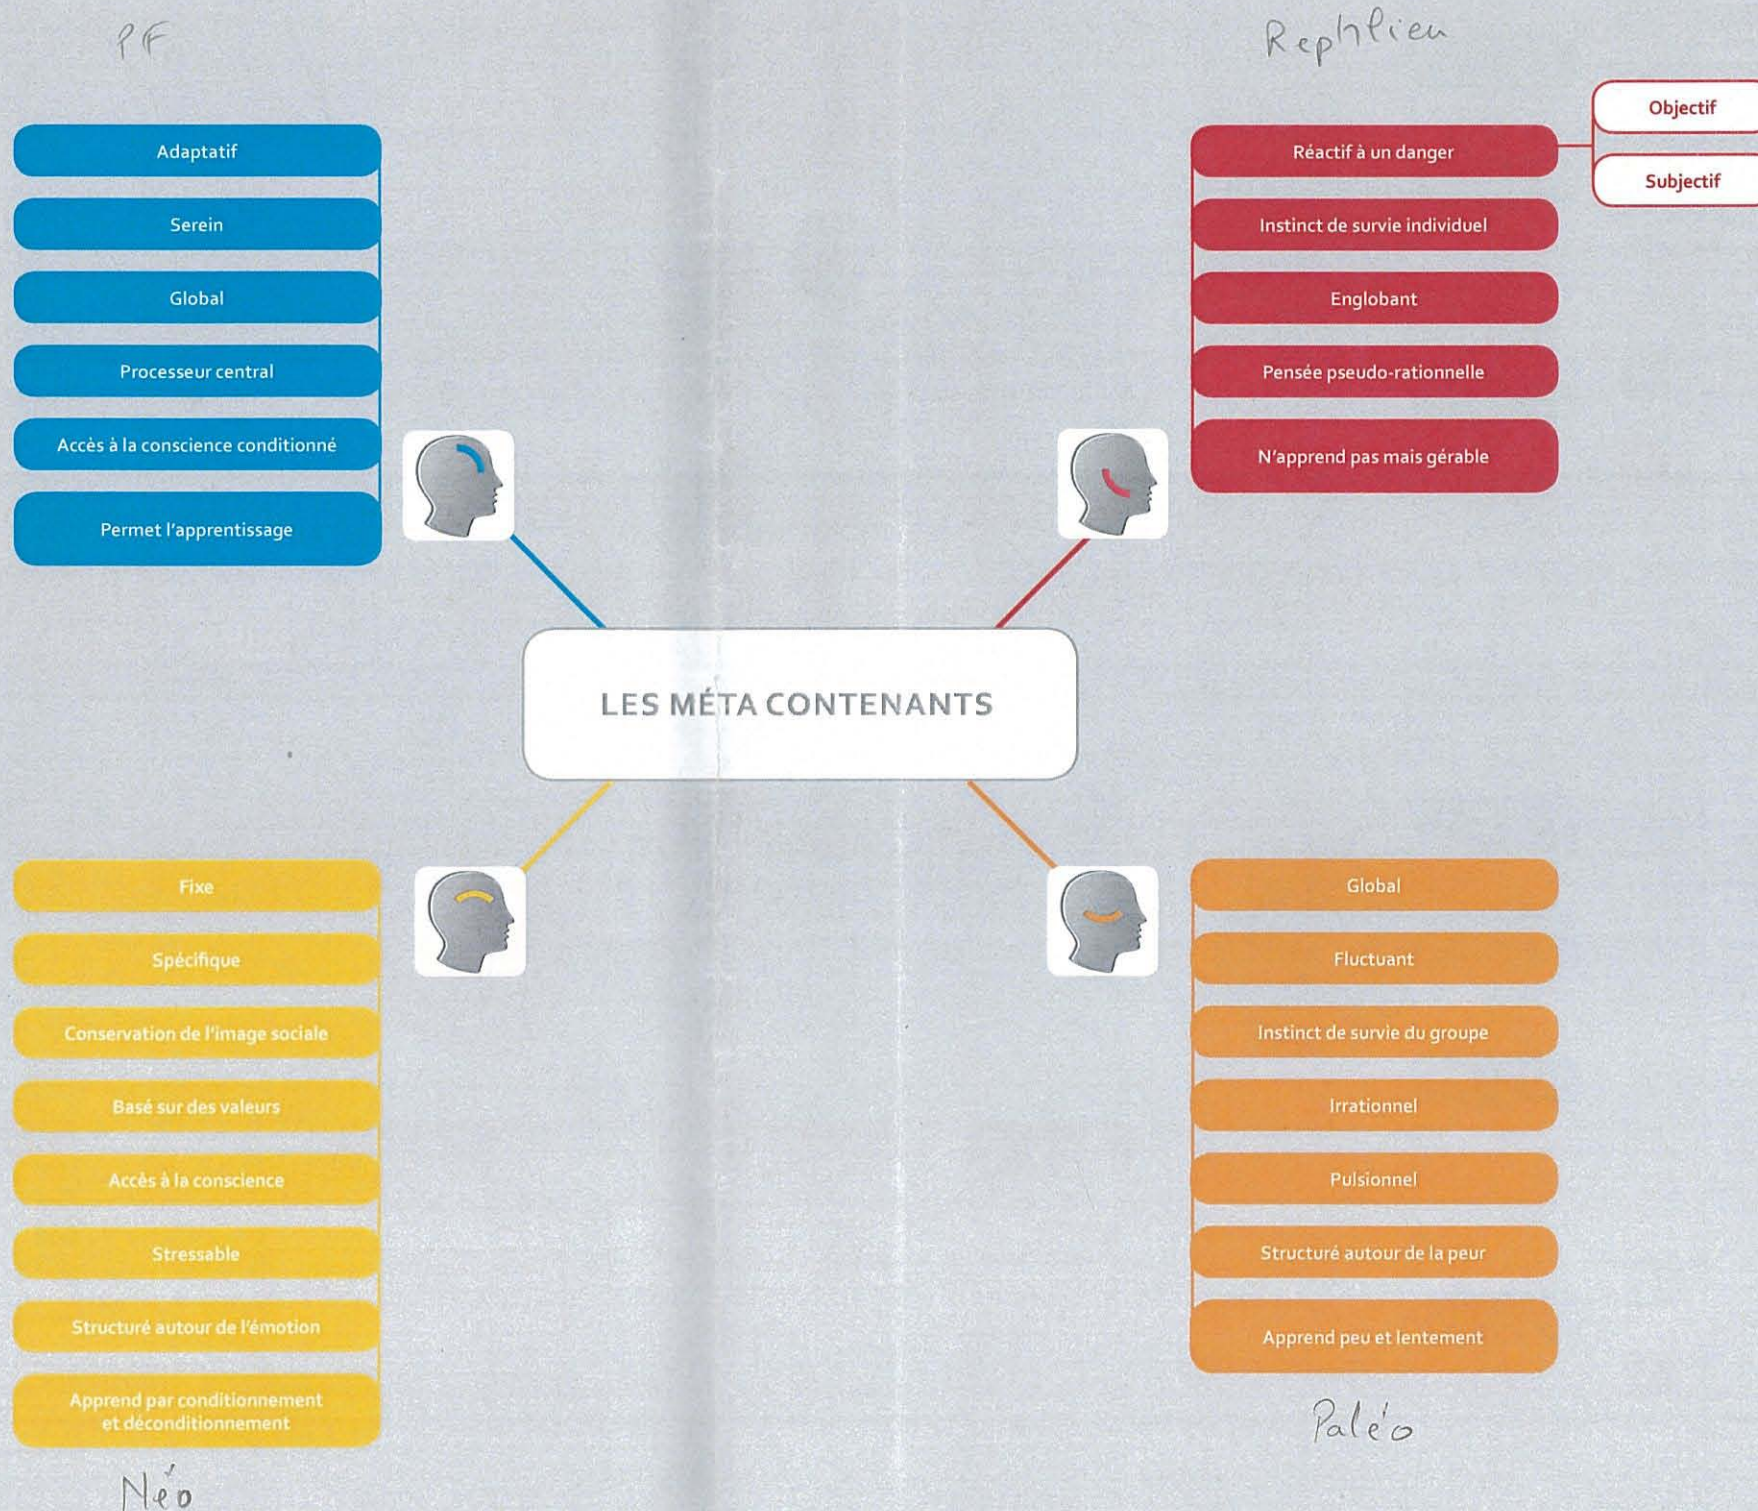 PF
Adaptatif
Serein
Global
Processeur central
Accès à la conscience conditionné
Permet l'apprentissage
Reptilien
Réactif à un danger
Objectif
Subjectif
Instinct de survie individuel
Englobant
Pensée pseudo-rationnelle
N'apprend pas mais gérable
LES MÉTA CONTENANTS
Fixe
Spécifique
Conservation de l'image sociale
Basé sur des valeurs
Accès à la conscience
Stressable
Structuré autour de l'émotion
Apprend par conditionnement
et déconditionnement
Néo
Global
Fluctuant
Instinct de survie du groupe
Irrationnel
Pulsionnel
Structuré autour de la peur
Apprend peu et lentement
Paléo